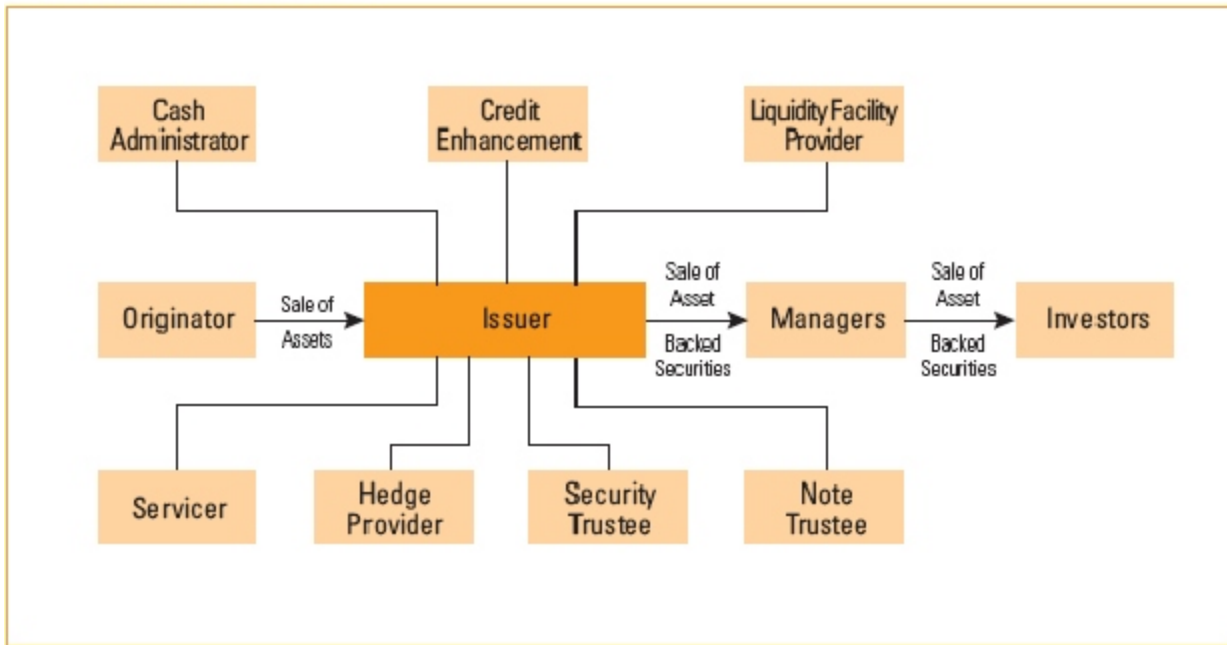 Cash
Administrator
Credit
Enhancement
Liquidity Facility
Provider
Originator
Sale of
Assets
Issuer
Sale of
Asset
Backed
Securities
Managers
Sale of
Asset
Backed
Securities
Investors
Servicer
Hedge
Provider
Security
Trustee
Note
Trustee